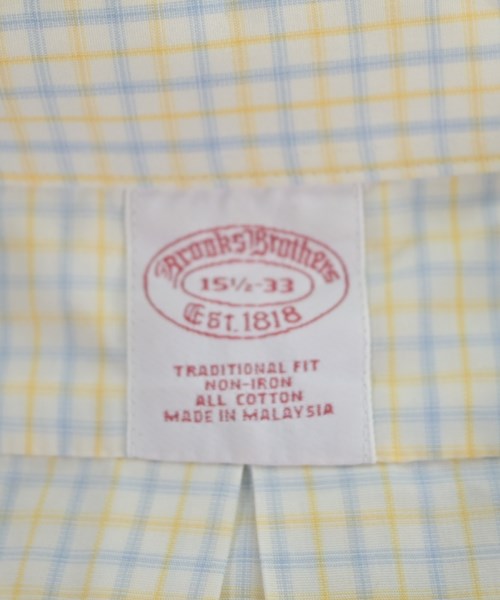 Brooks Brothers
15½-33
Est. 1818
TRADITIONAL FIT
NON-IRON
ALL COTTON
MADE IN MALAYSIA